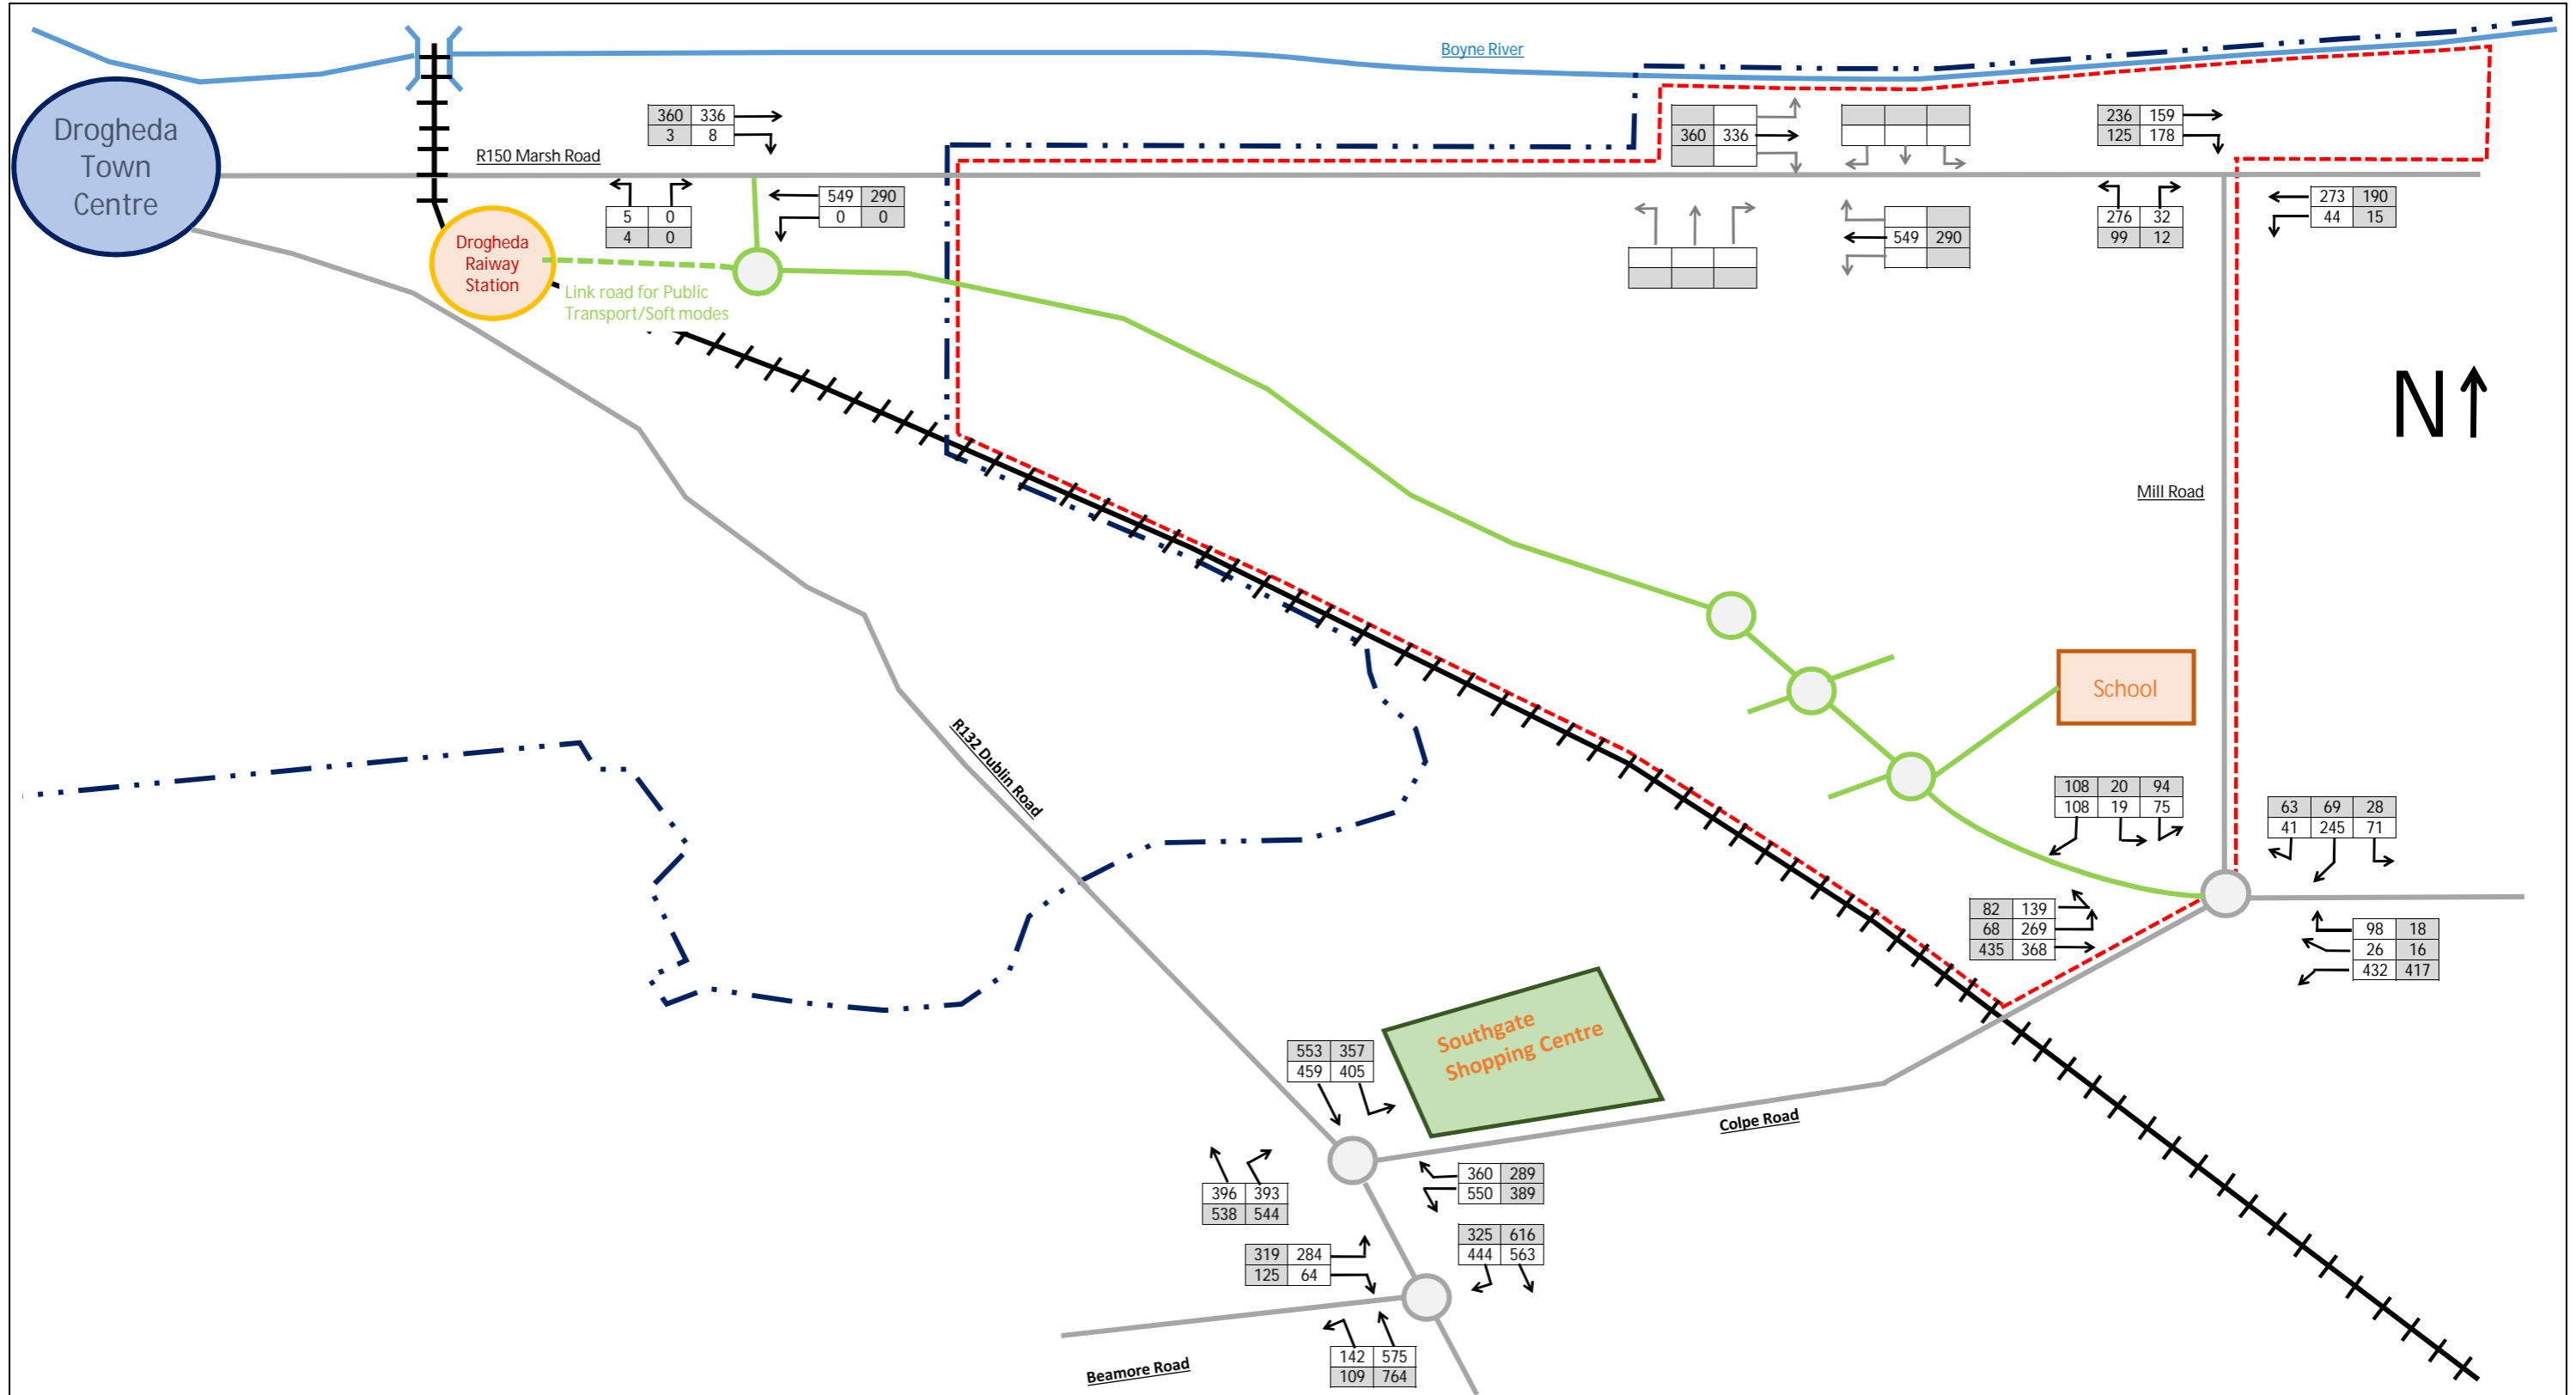 Boyne River
Drogheda
Town
Centre
R150 Marsh Road
360 336
3 8
5 0
4 0
549 290
0 0
360 336
549 290
236 159
125 178
276 32
99 12
273 190
44 15
Drogheda
Raiway
Station
Link road for Public
Transport/Soft modes
N
Mill Road
R132 Dublin Road
School
108 20 94
108 19 75
63 69 28
41 245 71
82 139
68 269
435 368
98 18
26 16
432 417
Southgate
Shopping Centre
553 357
459 405
Colpe Road
396 393
538 544
360 289
550 389
325 616
444 563
319 284
125 64
142 575
109 764
Beamore Road